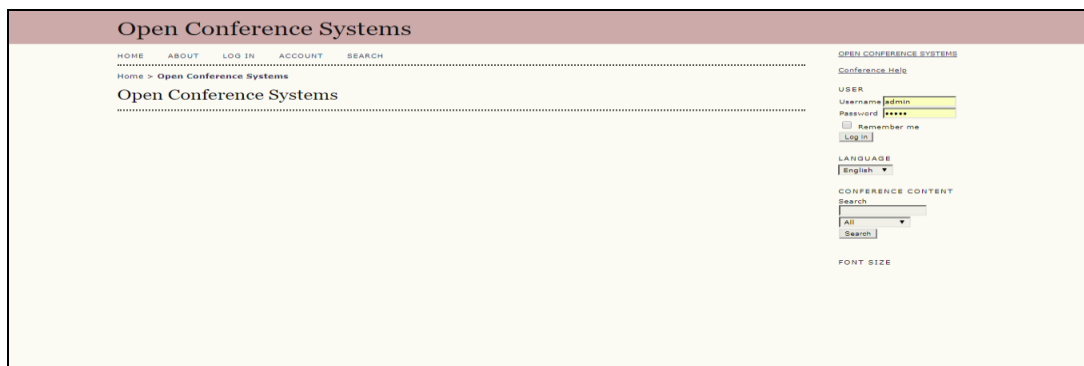 Open Conference Systems
HOME ABOUT LOG IN ACCOUNT SEARCH
Home > Open Conference Systems
Open Conference Systems
OPEN CONFERENCE SYSTEMS
Conference Help
USER
Username admin
Password •••••
Remember me
Log In
LANGUAGE
English
CONFERENCE CONTENT
Search
All
Search
FONT SIZE